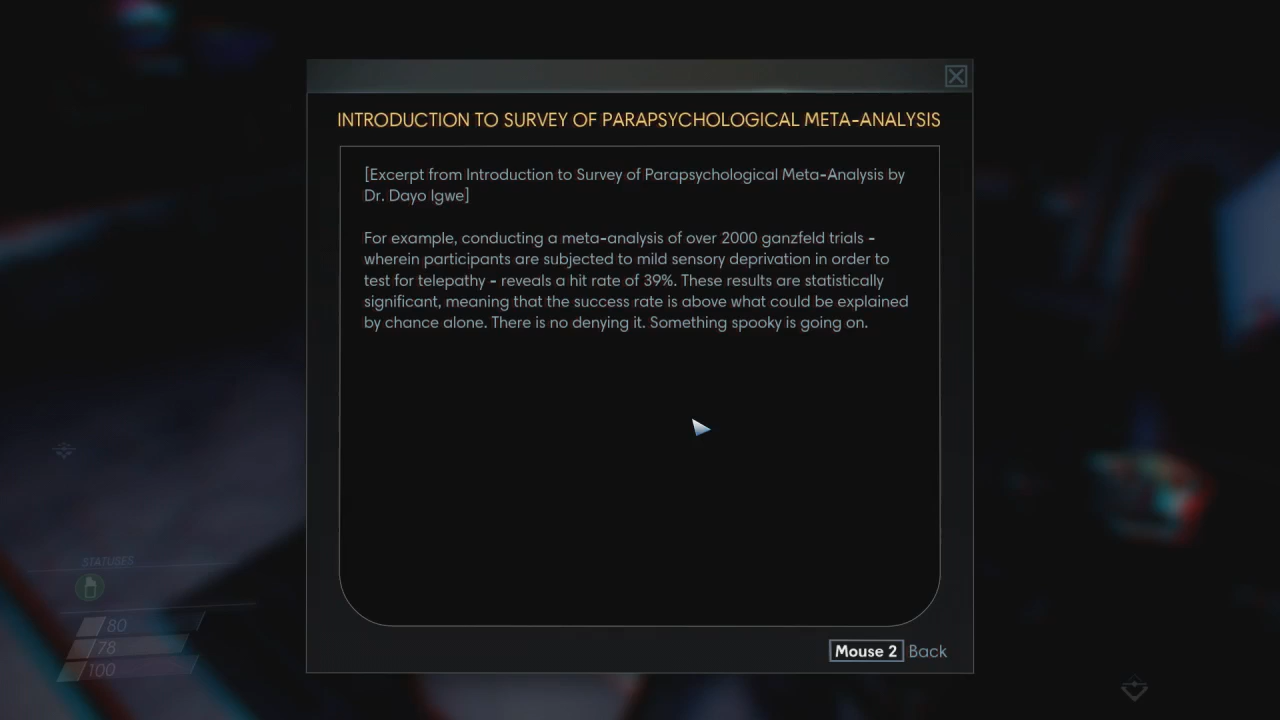 INTRODUCTION TO SURVEY OF PARAPSYCHOLOGICAL META-ANALYSIS
[Excerpt from Introduction to Survey of Parapsychological Meta-Analysis by
Dr. Dayo Igwe]
For example, conducting a meta-analysis of over 2000 ganzfeld trials -
wherein participants are subjected to mild sensory deprivation in order to
test for telepathy - reveals a hit rate of 39%. These results are statistically
significant, meaning that the success rate is above what could be explained
by chance alone. There is no denying it. Something spooky is going on.
STATUSES
80
78
100
Mouse 2 Back